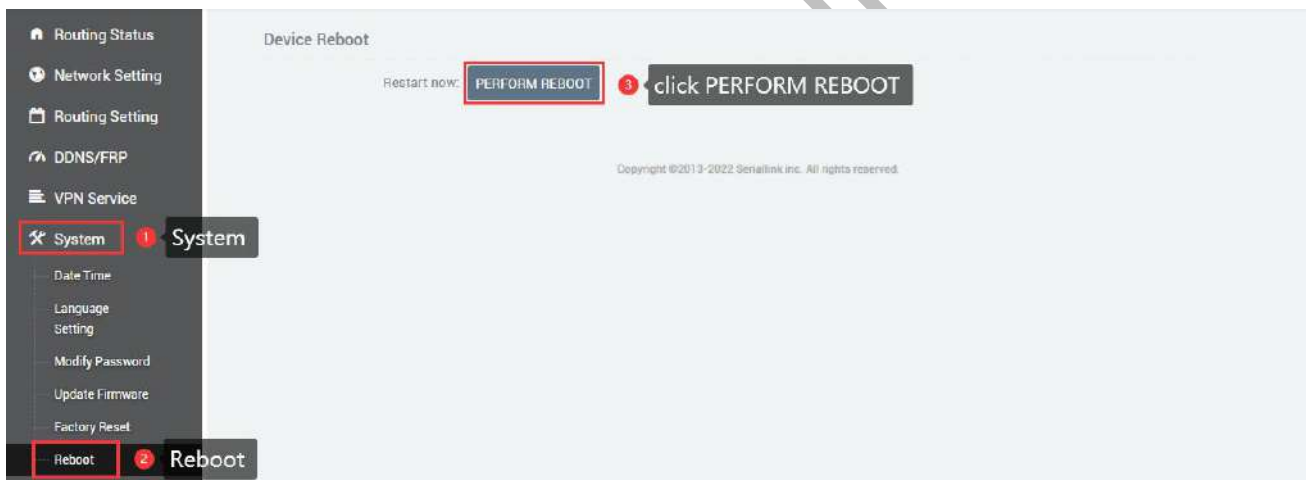 Routing Status
Network Setting
Routing Setting
DDNS/FRP
VPN Service
System
1 System
Date Time
Language
Setting
Modify Password
Update Firmware
Factory Reset
Reboot
2 Reboot
Device Reboot
Restart now: PERFORM REBOOT
3 click PERFORM REBOOT
Copyright ©2013-2022 Seriallink inc. All rights reserved.